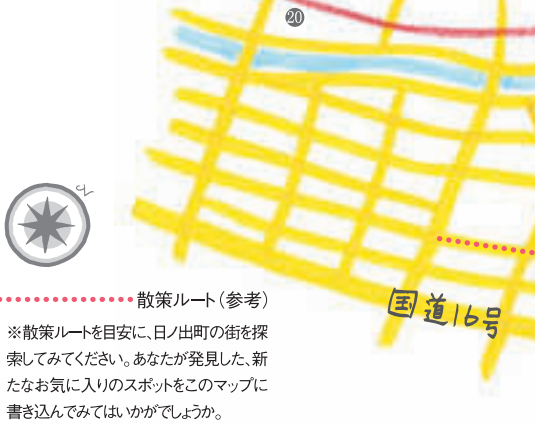 20
N
国道16号
散策ルート(参考)
※散策ルートを目安に、日ノ出町の街を探
索してみてください。あなたが発見した、新
たなお気に入りのスポットをこのマップに
書き込んでみてはいかがでしょうか。